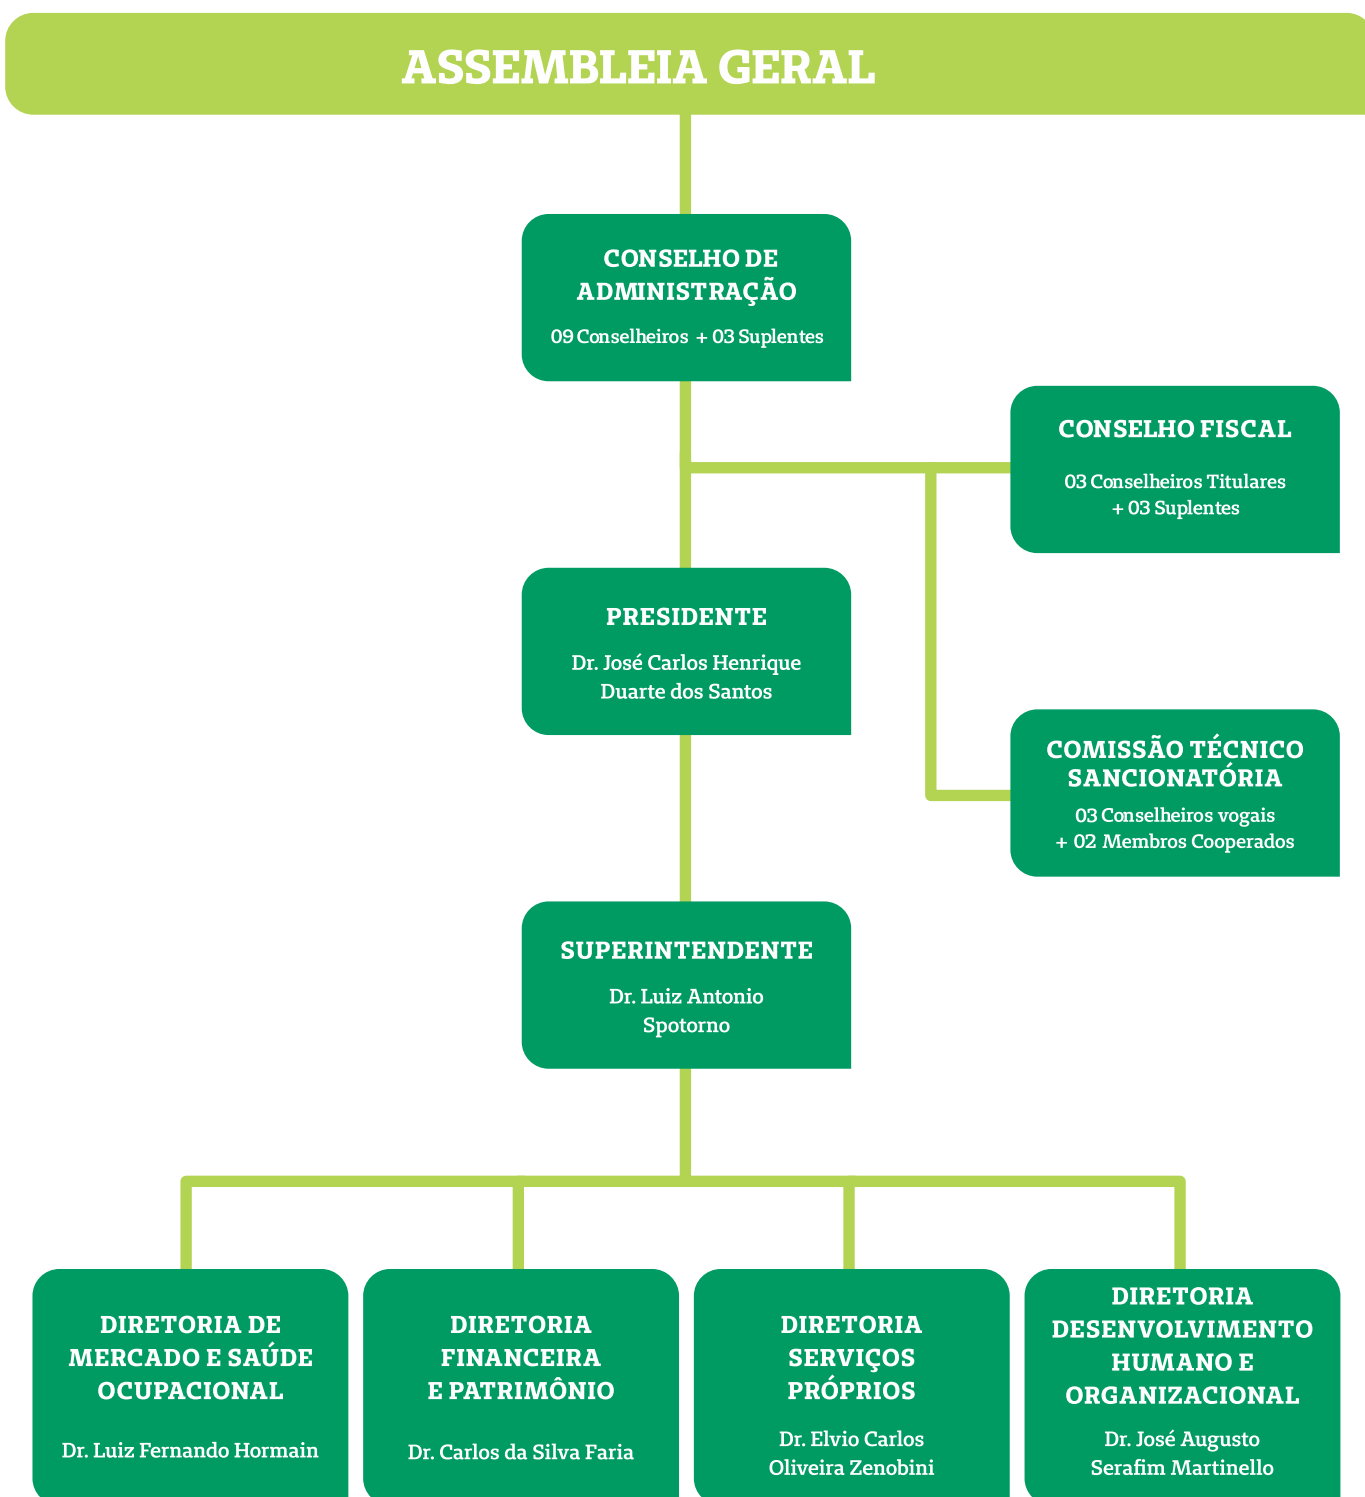 ASSEMBLEIA GERAL
CONSELHO DE
ADMINISTRAÇÃO
09 Conselheiros + 03 Suplentes
CONSELHO FISCAL
03 Conselheiros Titulares
+ 03 Suplentes
PRESIDENTE
Dr. José Carlos Henrique
Duarte dos Santos
COMISSÃO TÉCNICO
SANCIONATÓRIA
03 Conselheiros vogais
+ 02 Membros Cooperados
SUPERINTENDENTE
Dr. Luiz Antonio
Spotorno
DIRETORIA DE
MERCADO E SAÚDE
OCUPACIONAL
Dr. Luiz Fernando Hormain
DIRETORIA
FINANCEIRA
E PATRIMÔNIO
Dr. Carlos da Silva Faria
DIRETORIA
SERVIÇOS
PRÓPRIOS
Dr. Elvio Carlos
Oliveira Zenobini
DIRETORIA
DESENVOLVIMENTO
HUMANO E
ORGANIZACIONAL
Dr. José Augusto
Serafim Martinello